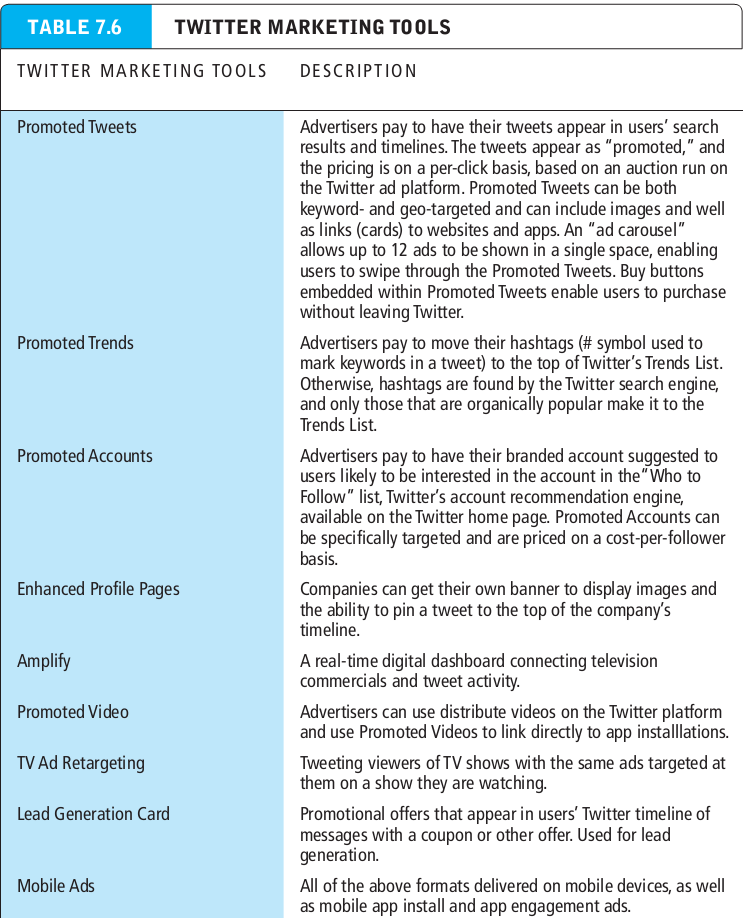 TABLE 7.6 TWITTER MARKETING TOOLS
TWITTER MARKETING TOOLS DESCRIPTION
Promoted Tweets Advertisers pay to have their tweets appear in users’ search
results and timelines. The tweets appear as “promoted,” and
the pricing is on a per-click basis, based on an auction run on
the Twitter ad platform. Promoted Tweets can be both
keyword- and geo-targeted and can include images and well
as links (cards) to websites and apps. An “ad carousel”
allows up to 12 ads to be shown in a single space, enabling
users to swipe through the Promoted Tweets. Buy buttons
embedded within Promoted Tweets enable users to purchase
without leaving Twitter.
Promoted Trends Advertisers pay to move their hashtags (# symbol used to
mark keywords in a tweet) to the top of Twitter’s Trends List.
Otherwise, hashtags are found by the Twitter search engine,
and only those that are organically popular make it to the
Trends List.
Promoted Accounts Advertisers pay to have their branded account suggested to
users likely to be interested in the account in the“Who to
Follow” list, Twitter’s account recommendation engine,
available on the Twitter home page. Promoted Accounts can
be specifically targeted and are priced on a cost-per-follower
basis.
Enhanced Profile Pages Companies can get their own banner to display images and
the ability to pin a tweet to the top of the company’s
timeline.
Amplify A real-time digital dashboard connecting television
commercials and tweet activity.
Promoted Video Advertisers can use distribute videos on the Twitter platform
and use Promoted Videos to link directly to app installlations.
TV Ad Retargeting Tweeting viewers of TV shows with the same ads targeted at
them on a show they are watching.
Lead Generation Card Promotional offers that appear in users’ Twitter timeline of
messages with a coupon or other offer. Used for lead
generation.
Mobile Ads All of the above formats delivered on mobile devices, as well
as mobile app install and app engagement ads.